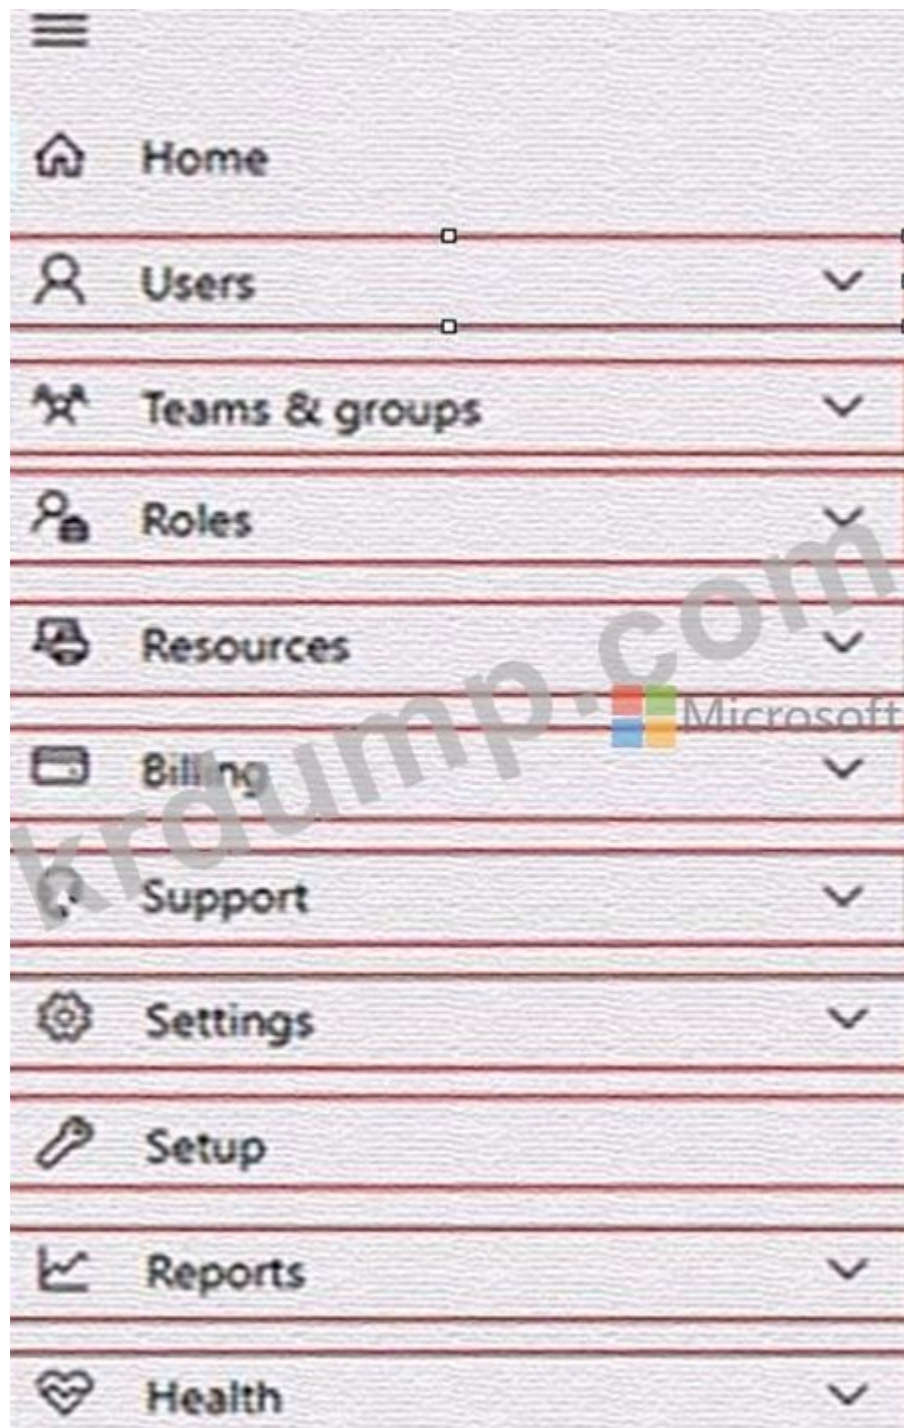 Home
Users
Teams & groups
Roles
Resources
Microsoft
Billing
krdump.com
Support
Settings
Setup
Reports
Health